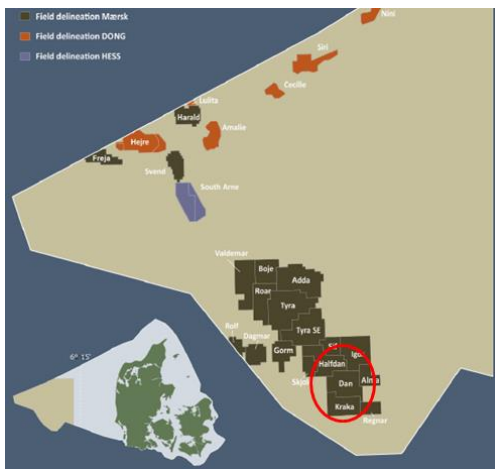 Field delineation Mærsk
Field delineation DONG
Field delineation HESS
Nini
Siri
Cecilie
Lulita
Harald
Amalie
Hejre
Freja
Svend
South Arne
Valdemar
Boje
Adda
Roar
Tyra
Rolf
Dagmar
Tyra SE
Gorm
Halfdan
Skjold
Dan
Alma
Kraka
Regnar
6° 15'